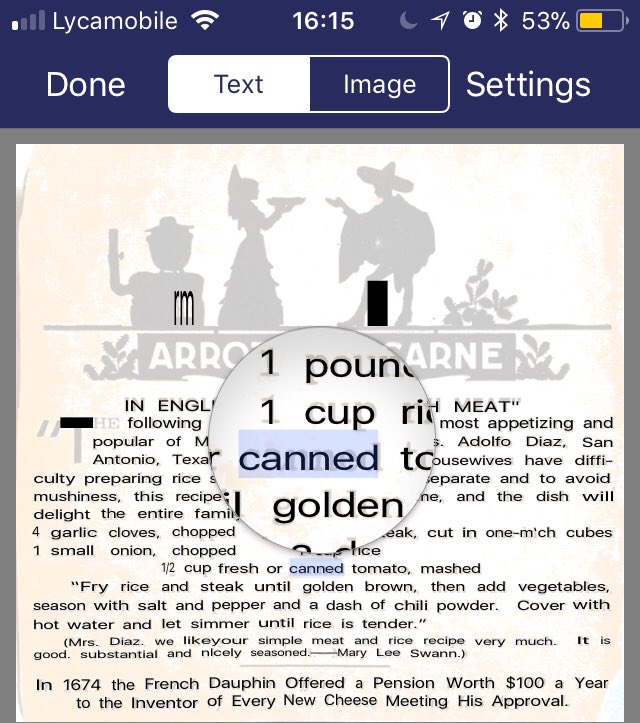 Lycamobile 16:15 53%
Done Text Image Settings
rm
ARRO CARNE
1 poun
1 cup ric
r canned to
il golden
IN ENGL H MEAT"
"THE following most appetizing and
popular of M s. Adolfo Diaz, San
Antonio, Texa ousewives have diffi-
culty preparing rice s eparate and to avoid
mushiness, this recipe ne, and the dish will
delight the entire famil
4 garlic cloves, chopped eak, cut in one-m'ch cubes
1 small onion, chopped rice
1/2 cup fresh or canned tomato, mashed
"Fry rice and steak until golden brown, then add vegetables,
season with salt and pepper and a dash of chili powder. Cover with
hot water and let simmer until rice is tender."
(Mrs. Diaz. we likeyour simple meat and rice recipe very much. It is
good. substantial and nlcely seasoned.——Mary Lee Swann.)
In 1674 the French Dauphin Offered a Pension Worth $100 a Year
to the Inventor of Every New Cheese Meeting His Approval.